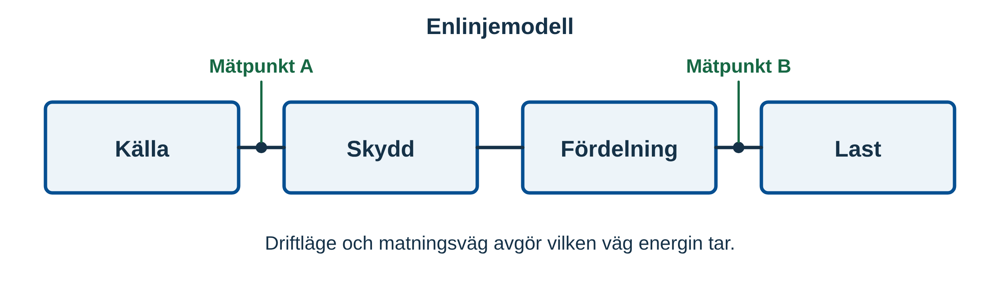 Enlinjemodell
Mätpunkt A
Mätpunkt B
Källa
Skydd
Fördelning
Last
Driftläge och matningsväg avgör vilken väg energin tar.